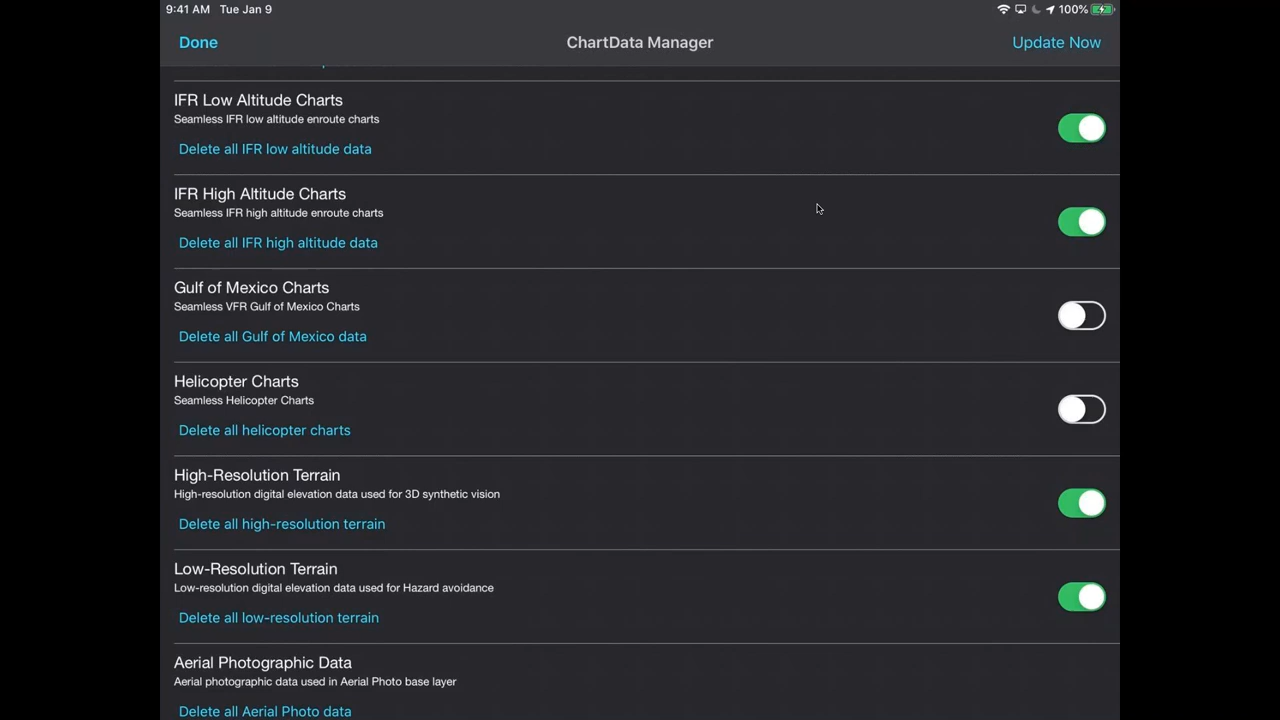 9:41 AM Tue Jan 9 100%
Done ChartData Manager Update Now
IFR Low Altitude Charts
Seamless IFR low altitude enroute charts
Delete all IFR low altitude data
IFR High Altitude Charts
Seamless IFR high altitude enroute charts
Delete all IFR high altitude data
Gulf of Mexico Charts
Seamless VFR Gulf of Mexico Charts
Delete all Gulf of Mexico data
Helicopter Charts
Seamless Helicopter Charts
Delete all helicopter charts
High-Resolution Terrain
High-resolution digital elevation data used for 3D synthetic vision
Delete all high-resolution terrain
Low-Resolution Terrain
Low-resolution digital elevation data used for Hazard avoidance
Delete all low-resolution terrain
Aerial Photographic Data
Aerial photographic data used in Aerial Photo base layer
Delete all Aerial Photo data